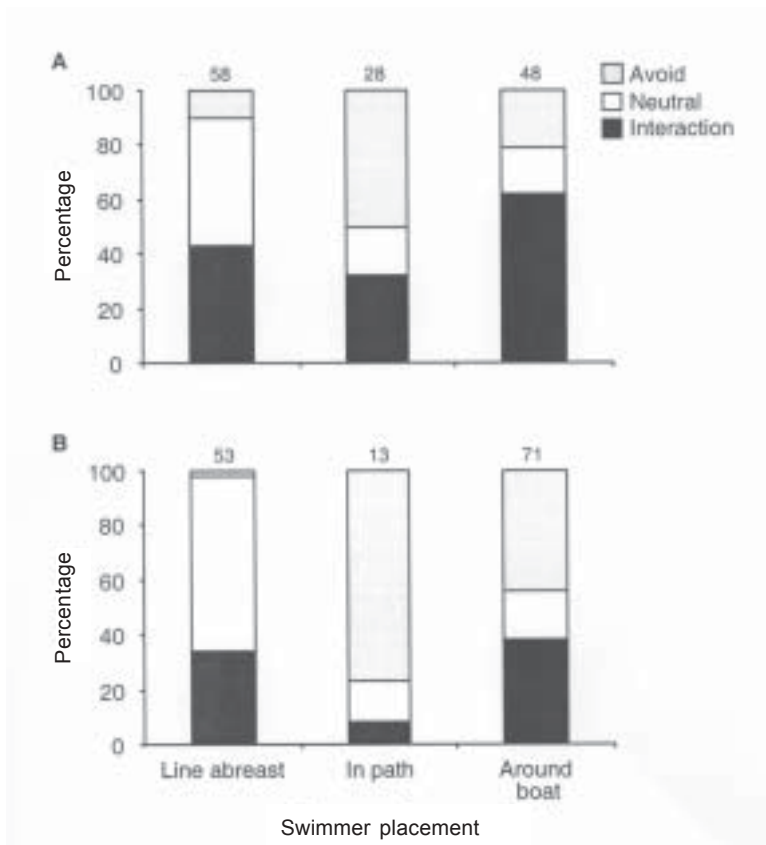 A
58 28 48
Avoid
Neutral
Interaction
100
80
60
40
20
0
Percentage
B
53 13 71
100
80
60
40
20
0
Percentage
Line abreast In path Around
boat
Swimmer placement